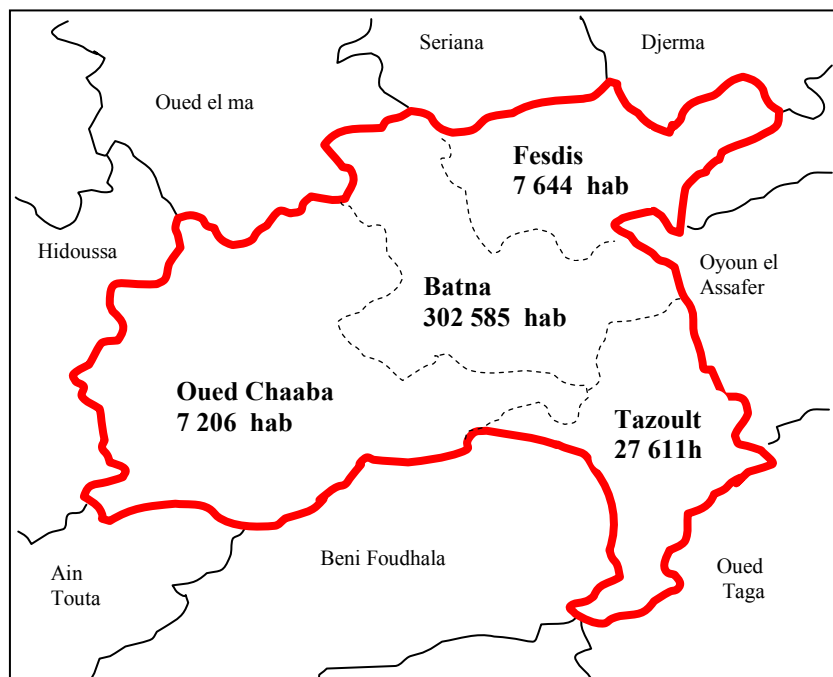 Seriana
Djerma
Oued el ma
Fesdis
7 644 hab
Hidoussa
Oyoun el
Assafer
Batna
302 585 hab
Oued Chaaba
7 206 hab
Tazoult
27 611h
Beni Foudhala
Ain
Touta
Oued
Taga